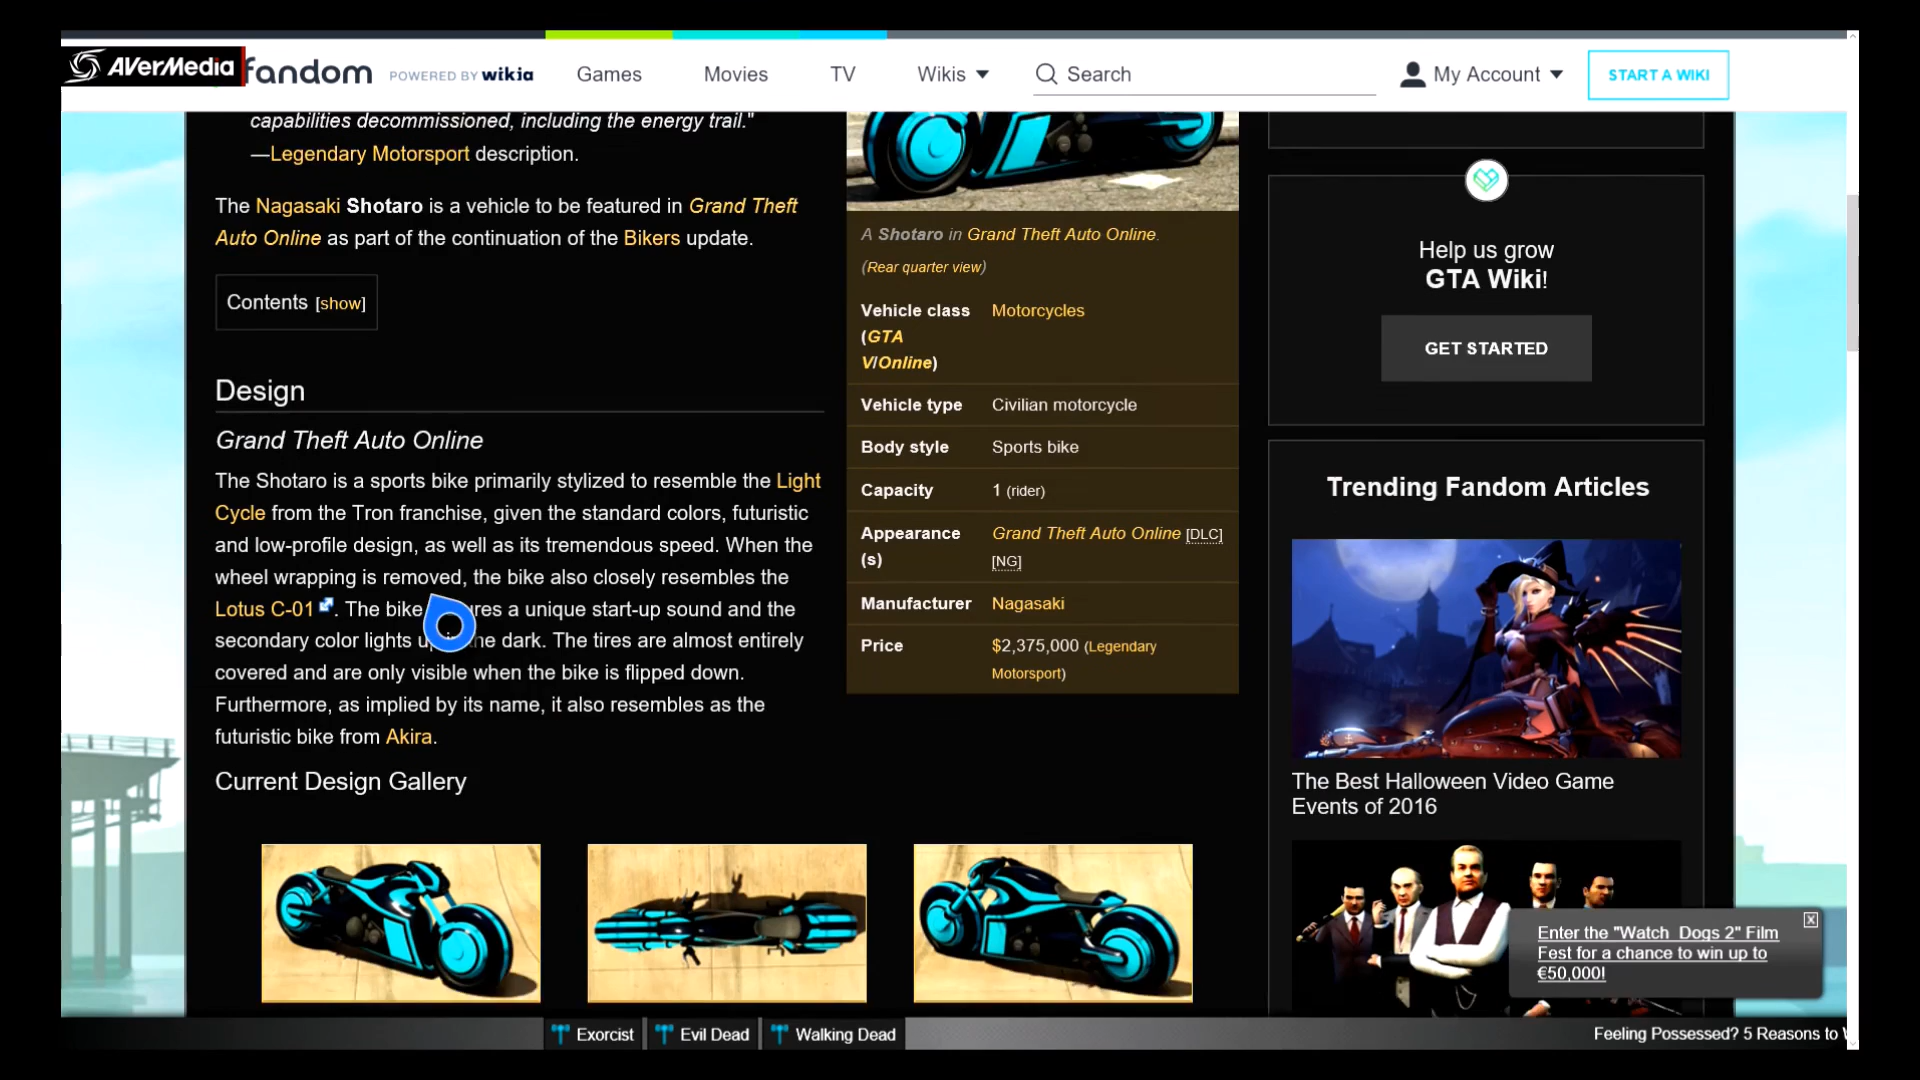 AVerMedia
fandom POWERED BY wikia Games Movies TV Wikis Search My Account START A WIKI
capabilities decommissioned, including the energy trail."
—Legendary Motorsport description.
The Nagasaki Shotaro is a vehicle to be featured in Grand Theft
Auto Online as part of the continuation of the Bikers update.
Contents [show]
Design
Grand Theft Auto Online
The Shotaro is a sports bike primarily stylized to resemble the Light
Cycle from the Tron franchise, given the standard colors, futuristic
and low-profile design, as well as its tremendous speed. When the
wheel wrapping is removed, the bike also closely resembles the
Lotus C-01. The bike res a unique start-up sound and the
secondary color lights u he dark. The tires are almost entirely
covered and are only visible when the bike is flipped down.
Furthermore, as implied by its name, it also resembles as the
futuristic bike from Akira.
Current Design Gallery
A Shotaro in Grand Theft Auto Online.
(Rear quarter view)
Vehicle class Motorcycles
(GTA
V/Online)
Vehicle type Civilian motorcycle
Body style Sports bike
Capacity 1 (rider)
Appearance Grand Theft Auto Online [DLC]
(s) [NG]
Manufacturer Nagasaki
Price $2,375,000 (Legendary
Motorsport)
Help us grow
GTA Wiki!
GET STARTED
Trending Fandom Articles
The Best Halloween Video Game
Events of 2016
Enter the "Watch_Dogs 2" Film
Fest for a chance to win up to
€50,000!
Exorcist Evil Dead Walking Dead Feeling Possessed? 5 Reasons to